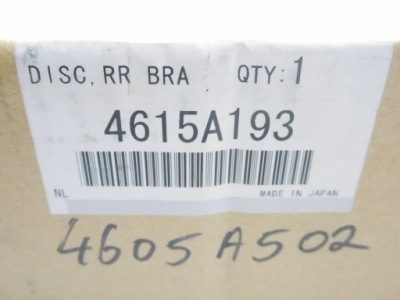 DISC, RR BRA QTY:1
4615A193
NL MADE IN JAPAN
4605A502